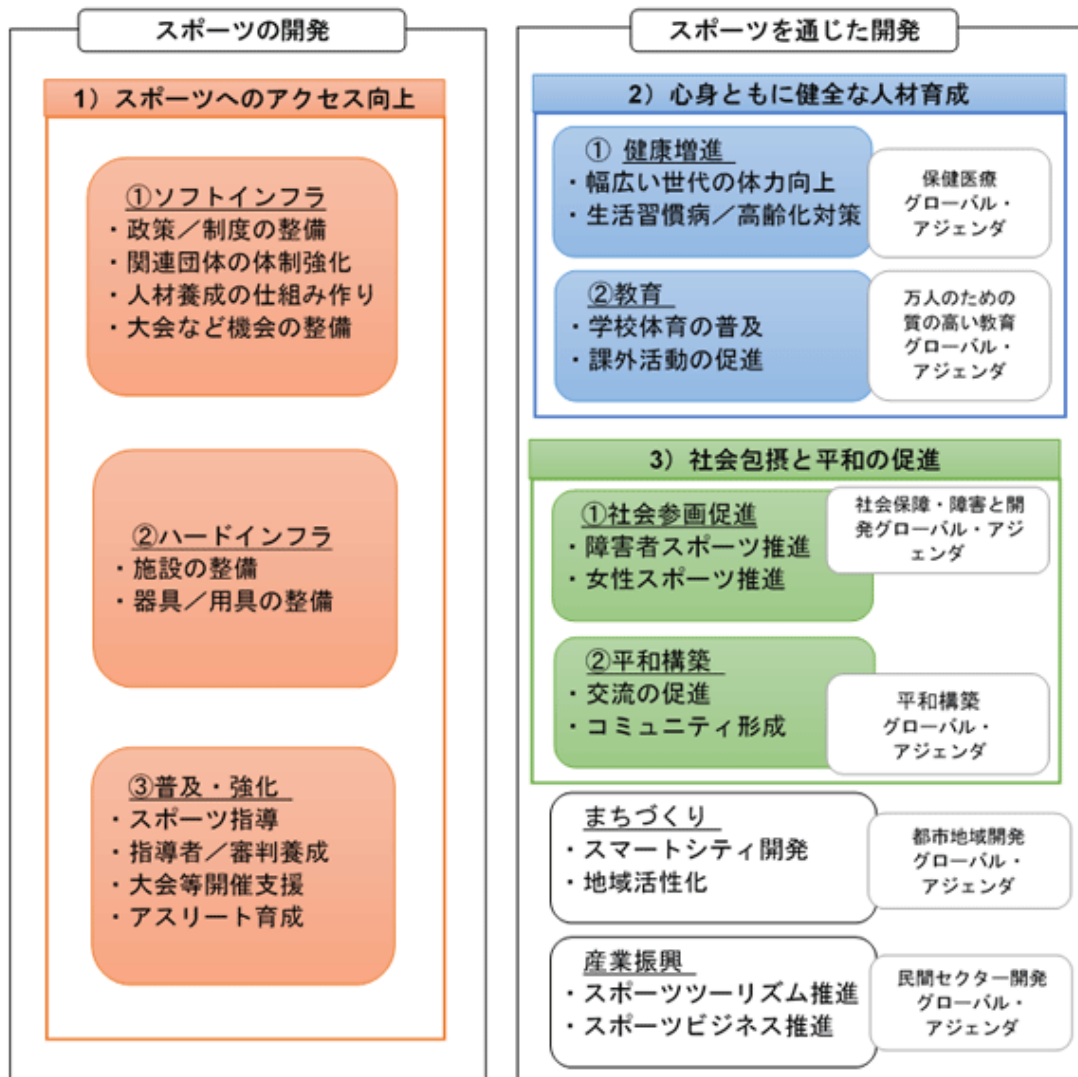 スポーツの開発
1）スポーツへのアクセス向上
①ソフトインフラ
・政策／制度の整備
・関連団体の体制強化
・人材養成の仕組み作り
・大会など機会の整備
②ハードインフラ
・施設の整備
・器具／用具の整備
③普及・強化
・スポーツ指導
・指導者／審判養成
・大会等開催支援
・アスリート育成
スポーツを通じた開発
2）心身ともに健全な人材育成
① 健康増進
・幅広い世代の体力向上
・生活習慣病／高齢化対策
保健医療
グローバル・
アジェンダ
②教育
・学校体育の普及
・課外活動の促進
万人のための
質の高い教育
グローバル・
アジェンダ
3）社会包摂と平和の促進
①社会参画促進
・障害者スポーツ推進
・女性スポーツ推進
社会保障・障害と開
発グローバル・アジ
ェンダ
②平和構築
・交流の促進
・コミュニティ形成
平和構築
グローバル・
アジェンダ
まちづくり
・スマートシティ開発
・地域活性化
都市地域開発
グローバル・
アジェンダ
産業振興
・スポーツツーリズム推進
・スポーツビジネス推進
民間セクター開発
グローバル・
アジェンダ